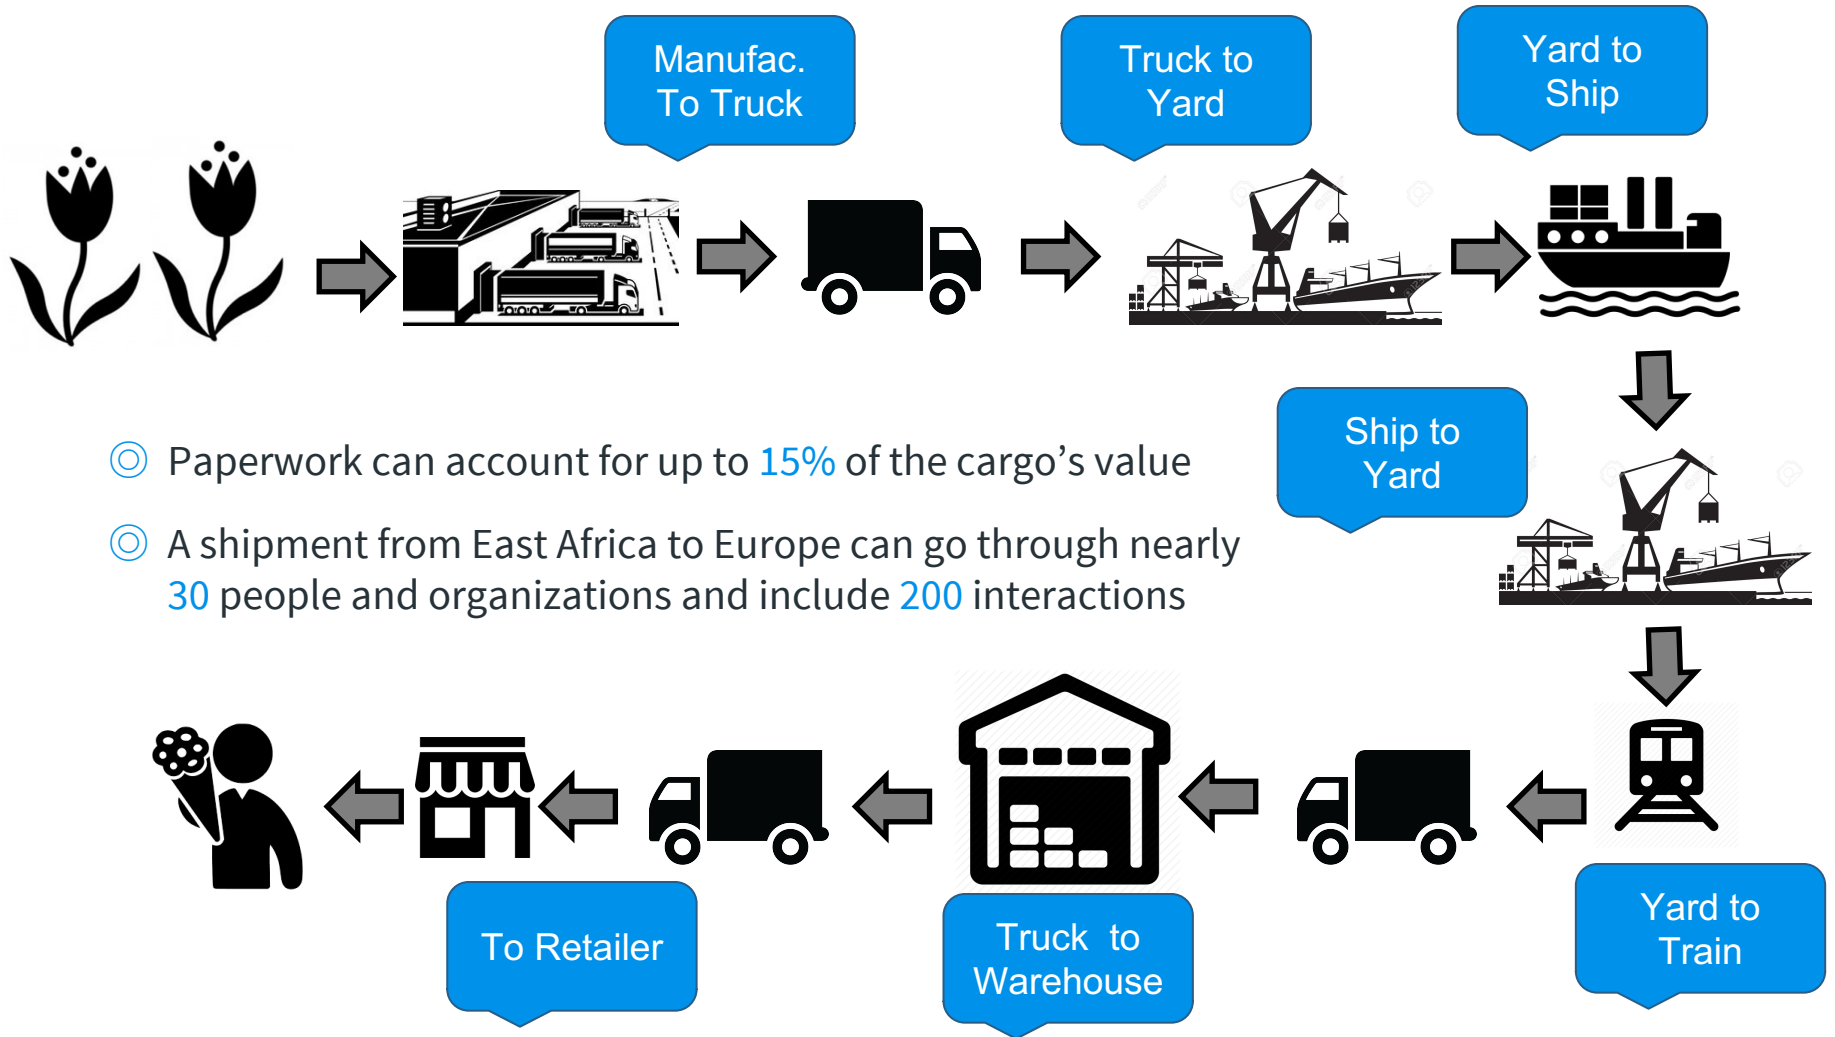 Manufac.
To Truck
Truck to
Yard
Yard to
Ship
Ship to
Yard
◎ Paperwork can account for up to 15% of the cargo’s value
◎ A shipment from East Africa to Europe can go through nearly
30 people and organizations and include 200 interactions
To Retailer
Truck to
Warehouse
Yard to
Train